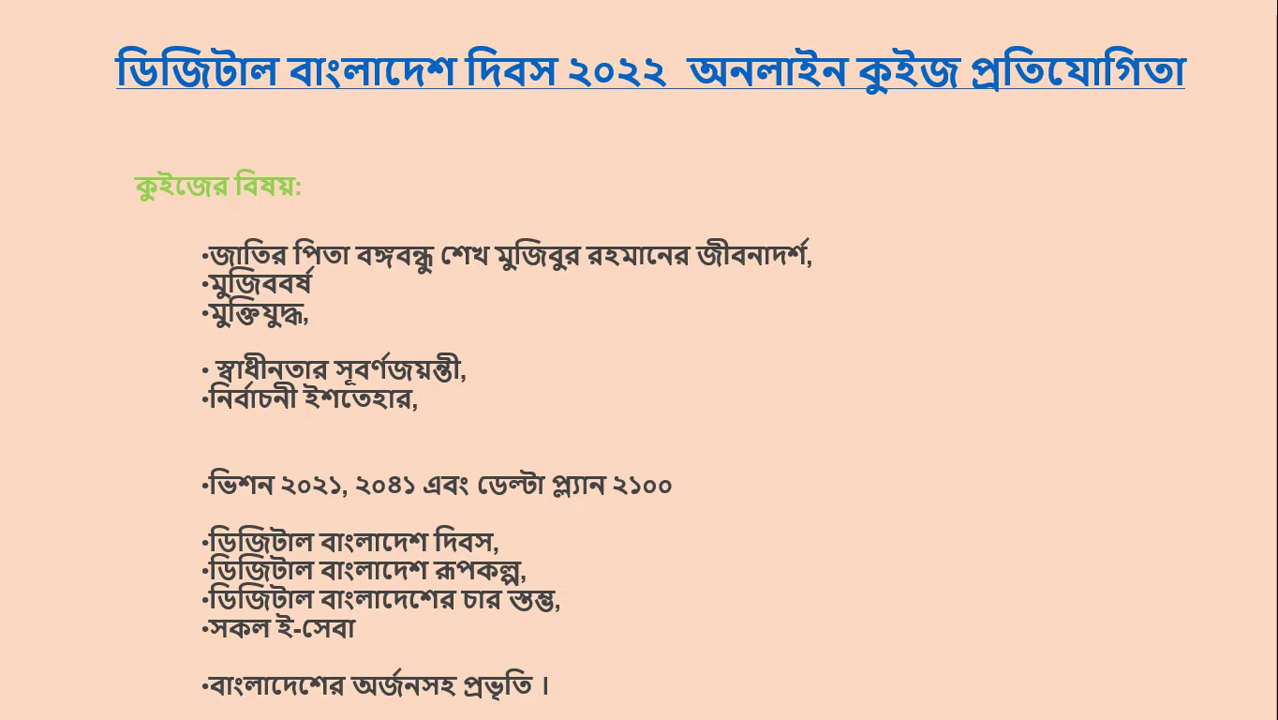 ডিজিটাল বাংলাদেশ দিবস ২০২২ অনলাইন কুইজ প্রতিযোগিতা
কুইজের বিষয়:
•জাতির পিতা বঙ্গবন্ধু শেখ মুজিবুর রহমানের জীবনাদর্শ,
•মুজিববর্ষ
•মুক্তিযুদ্ধ,
• স্বাধীনতার সূবর্ণজয়ন্তী,
•নির্বাচনী ইশতেহার,
•ভিশন ২০২১, ২০৪১ এবং ডেল্টা প্ল্যান ২১০০
•ডিজিটাল বাংলাদেশ দিবস,
•ডিজিটাল বাংলাদেশ রূপকল্প,
•ডিজিটাল বাংলাদেশের চার স্তম্ভ,
•সকল ই-সেবা
•বাংলাদেশের অর্জনসহ প্রভৃতি ।